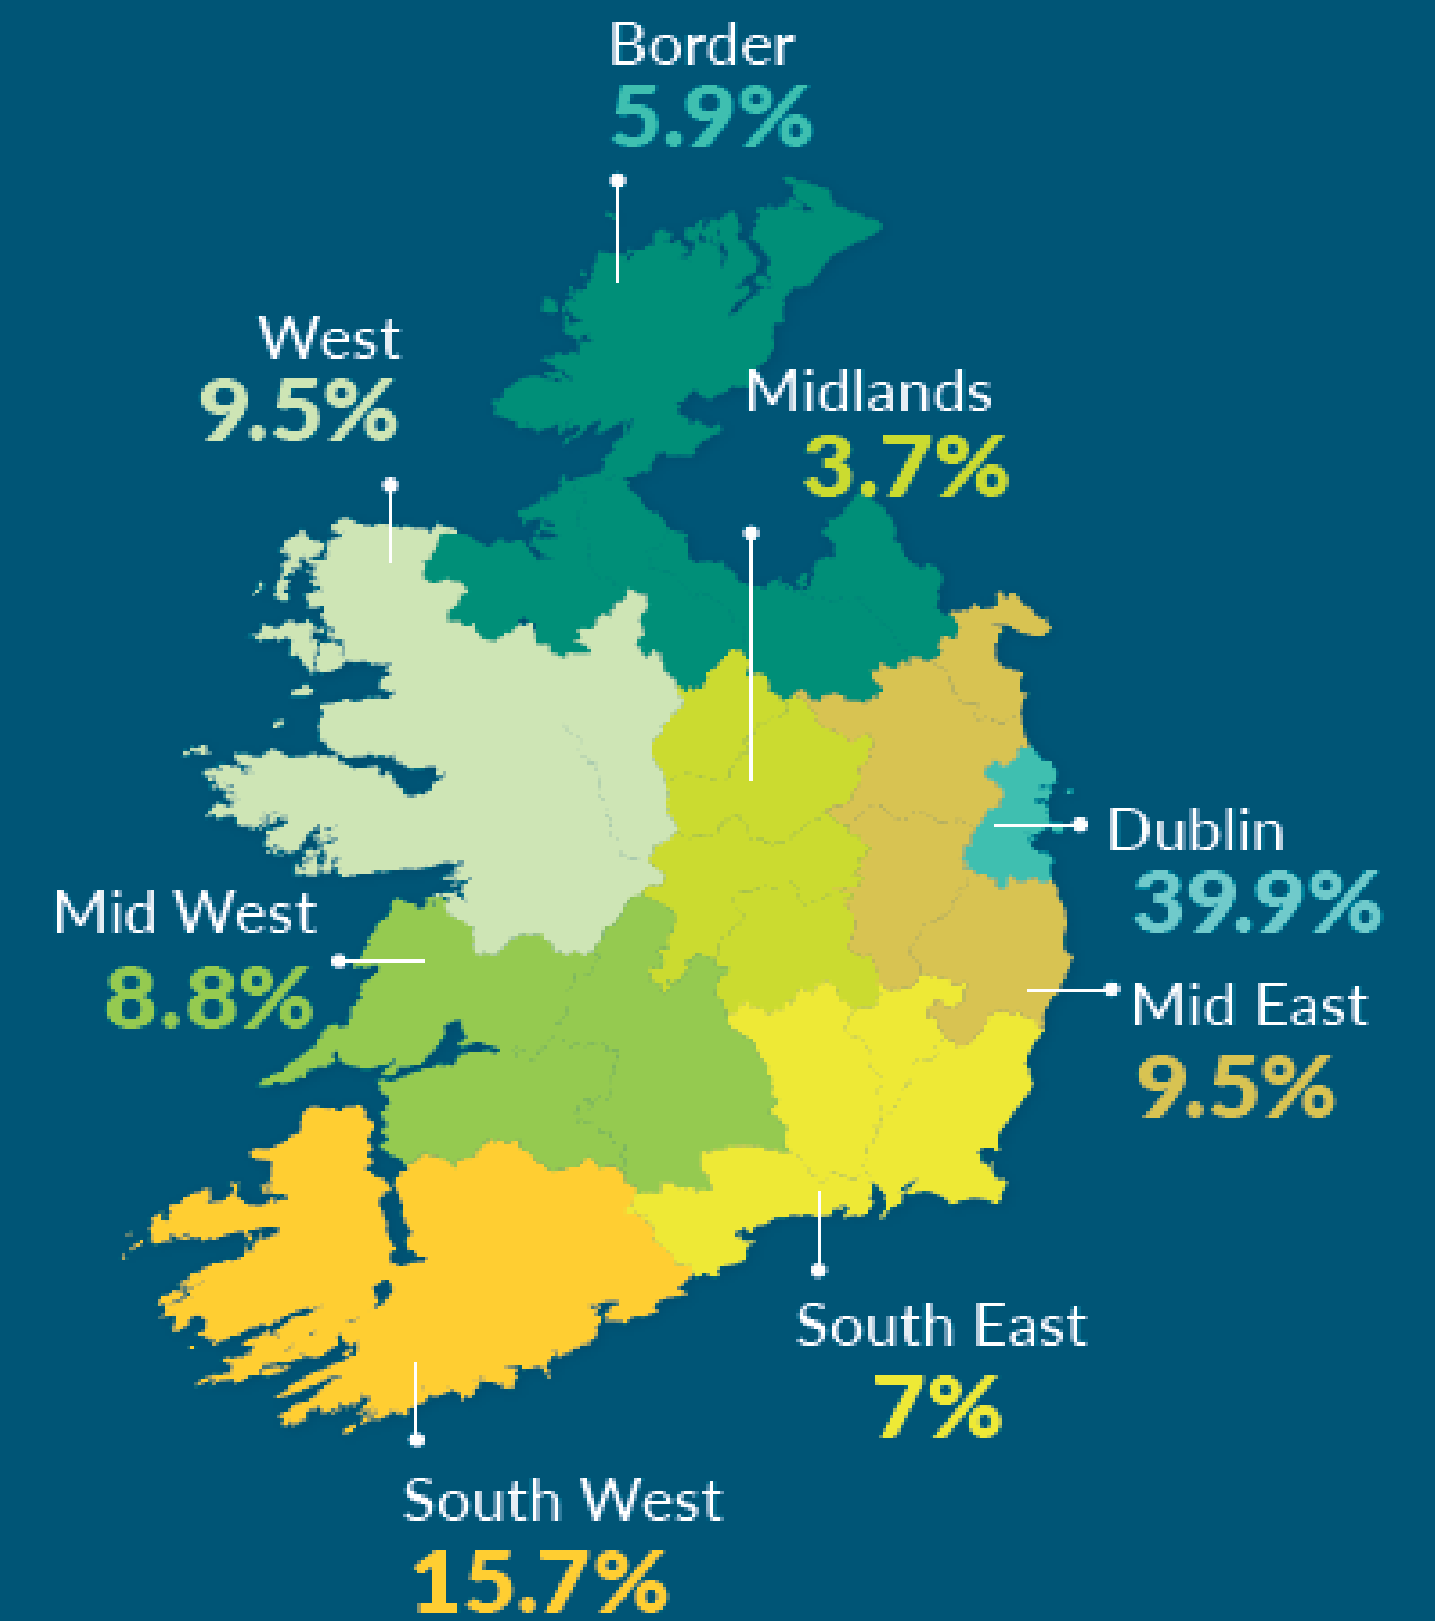 Border
5.9%
West
9.5%
Midlands
3.7%
Dublin
39.9%
Mid West
8.8%
Mid East
9.5%
South East
7%
South West
15.7%